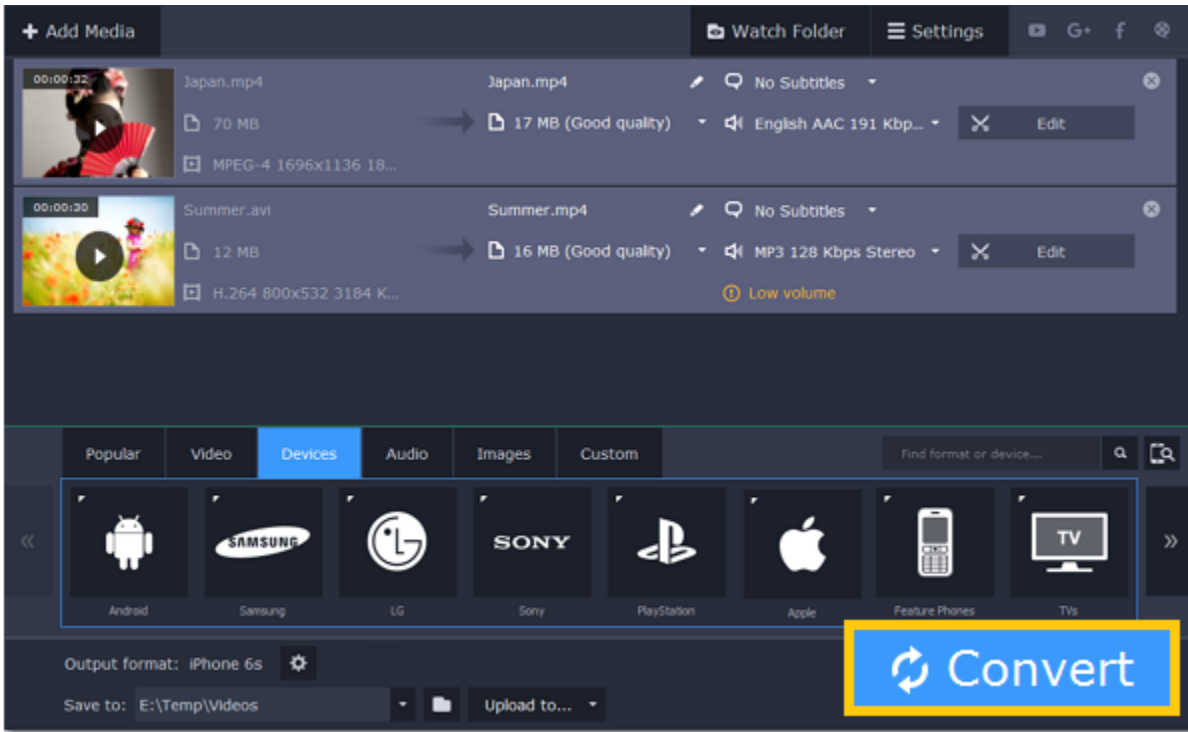 Add Media
Watch Folder
Settings
G+
f
00:00:32
Japan.mp4
Japan.mp4
No Subtitles
70 MB
17 MB (Good quality)
English AAC 191 Kbp...
Edit
MPEG-4 1696x1136 18...
00:00:30
Summer.avi
Summer.mp4
No Subtitles
12 MB
16 MB (Good quality)
MP3 128 Kbps Stereo
Edit
H.264 800x532 3184 K...
Low volume
Popular
Video
Devices
Audio
Images
Custom
Find format or device....
SAMSUNG
LG
SONY
TV
Android
Samsung
LG
Sony
PlayStation
Apple
Feature Phones
TVs
Output format: iPhone 6s
Convert
Save to: E:\Temp\Videos
Upload to...